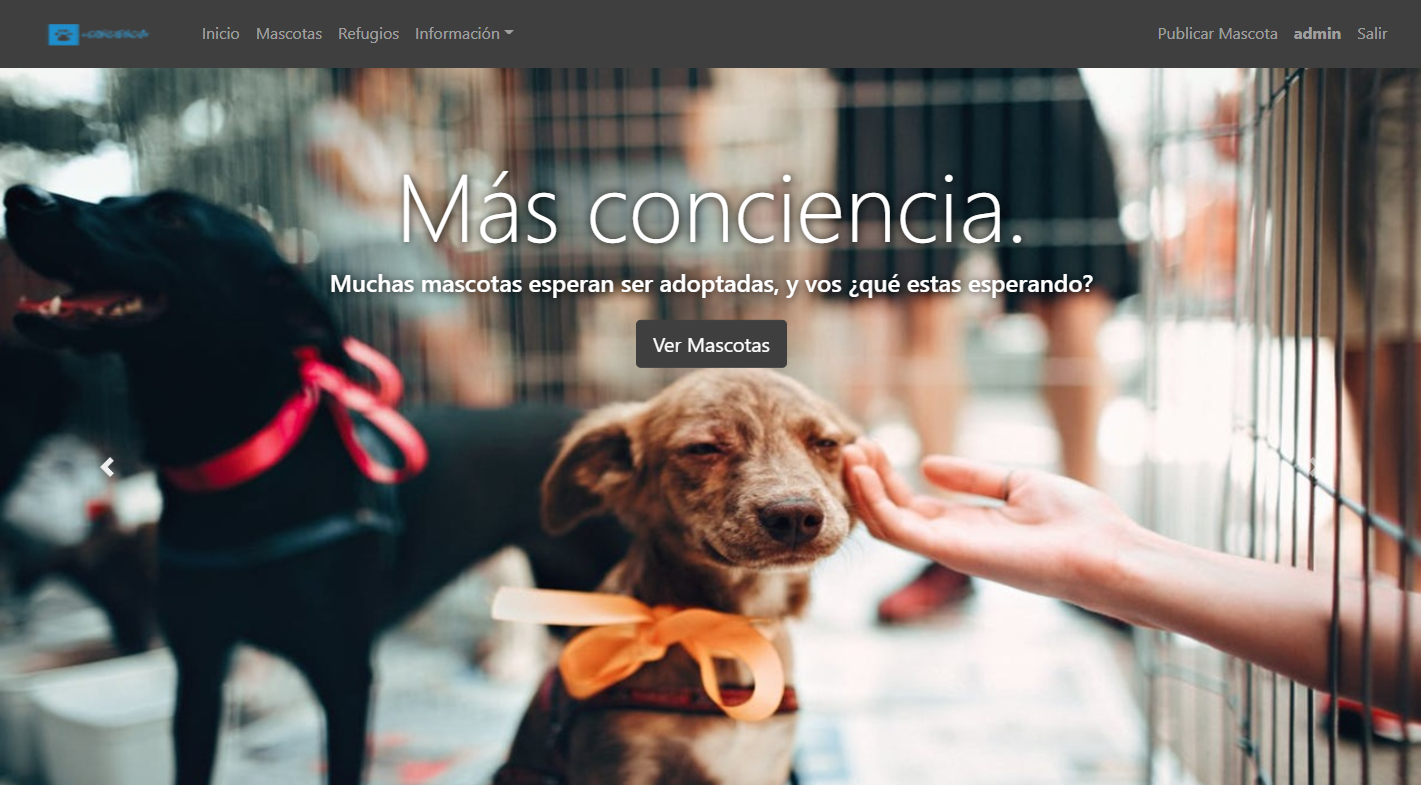 Inicio Mascotas Refugios Información Publicar Mascota admin Salir
Más conciencia.
Muchas mascotas esperan ser adoptadas, y vos ¿qué estas esperando?
Ver Mascotas